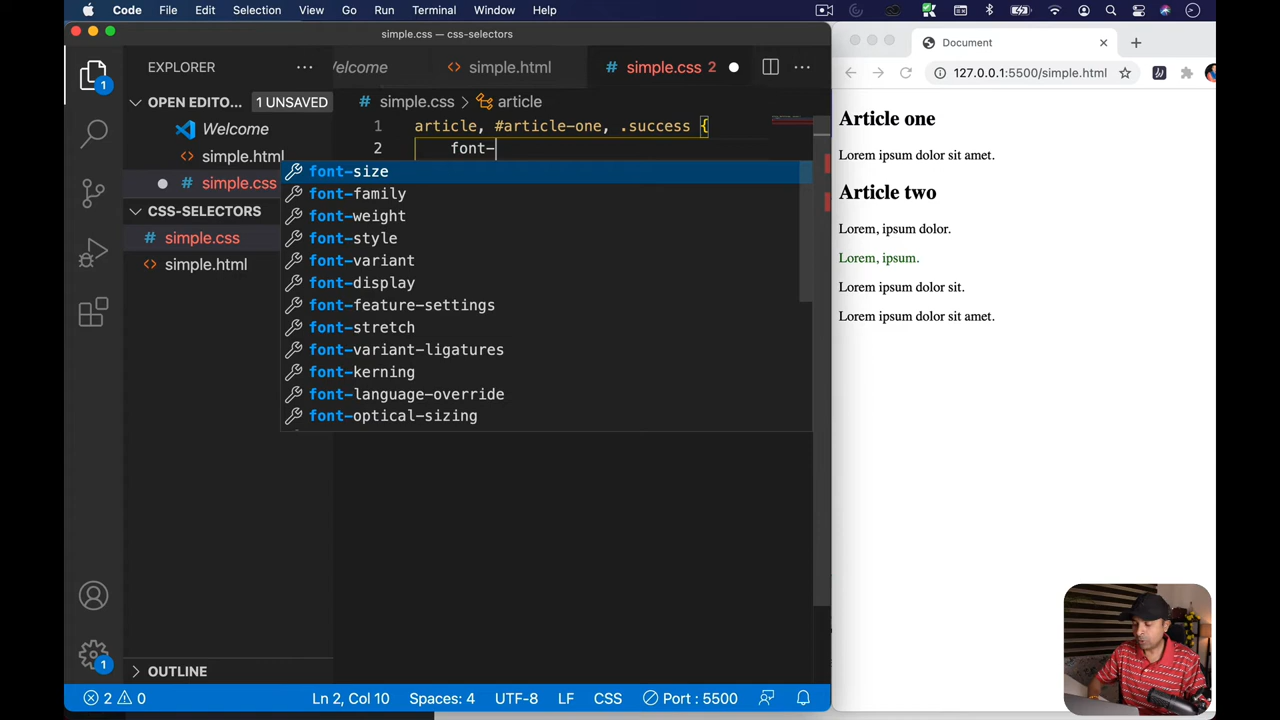 Code File Edit Selection View Go Run Terminal Window Help
simple.css — css-selectors
EXPLORER
Welcome
simple.html
simple.css 2
OPEN EDITO... 1 UNSAVED
Welcome
simple.html
simple.css
CSS-SELECTORS
simple.css
simple.html
simple.css > article
1 article, #article-one, .success {
2 font-
font-size
font-family
font-weight
font-style
font-variant
font-display
font-feature-settings
font-stretch
font-variant-ligatures
font-kerning
font-language-override
font-optical-sizing
1
1
OUTLINE
2 0 Ln 2, Col 10 Spaces: 4 UTF-8 LF CSS Port : 5500
Document
127.0.0.1:5500/simple.html
Article one
Lorem ipsum dolor sit amet.
Article two
Lorem, ipsum dolor.
Lorem, ipsum.
Lorem ipsum dolor sit.
Lorem ipsum dolor sit amet.